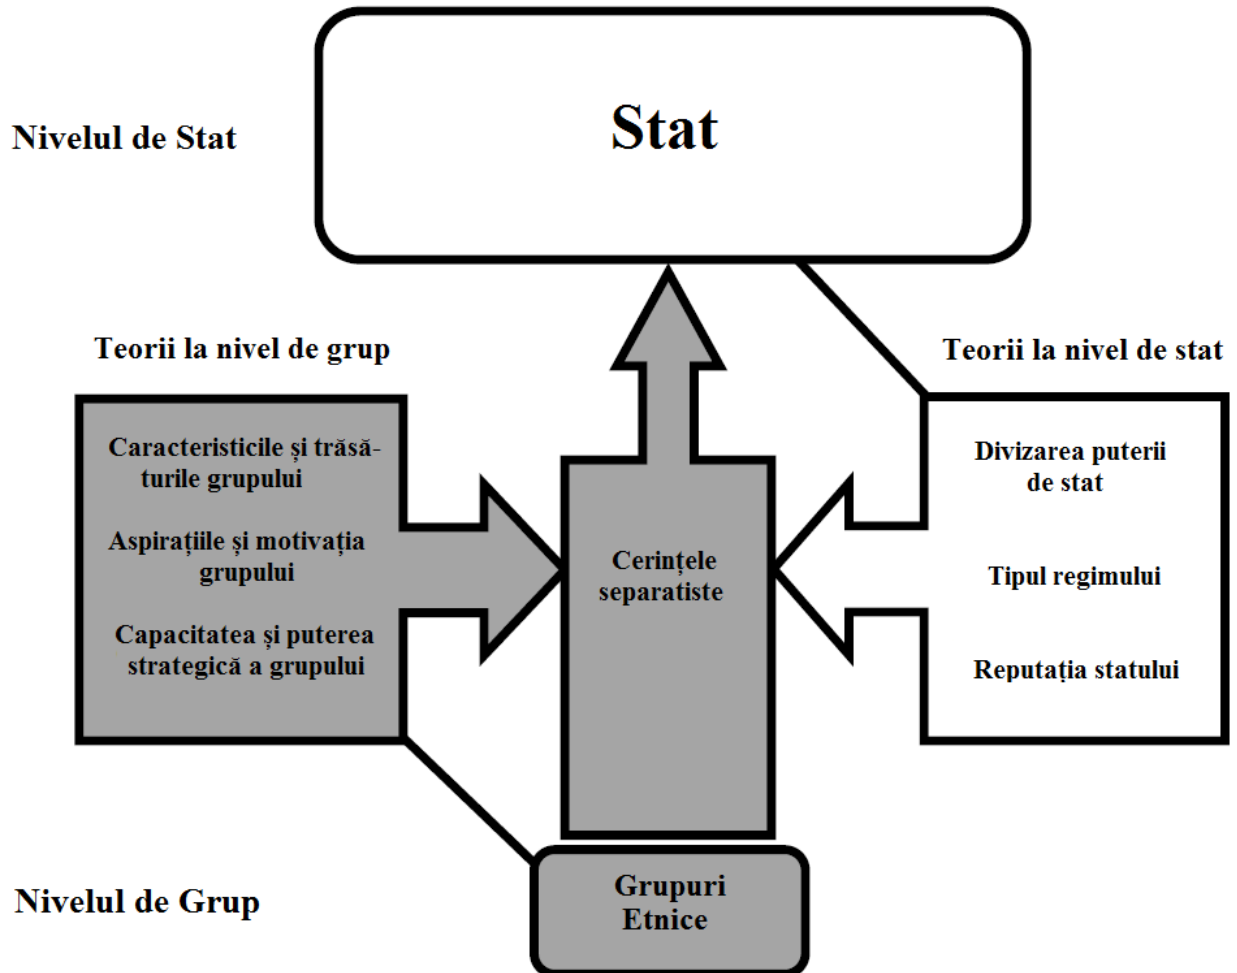 Stat
Nivelul de Stat
Teorii la nivel de grup
Caracteristicile și trăsă-
turile grupului
Aspirațiile și motivația
grupului
Capacitatea și puterea
strategică a grupului
Cerințele
separatiste
Teorii la nivel de stat
Divizarea puterii
de stat
Tipul regimului
Reputația statului
Nivelul de Grup
Grupuri
Etnice